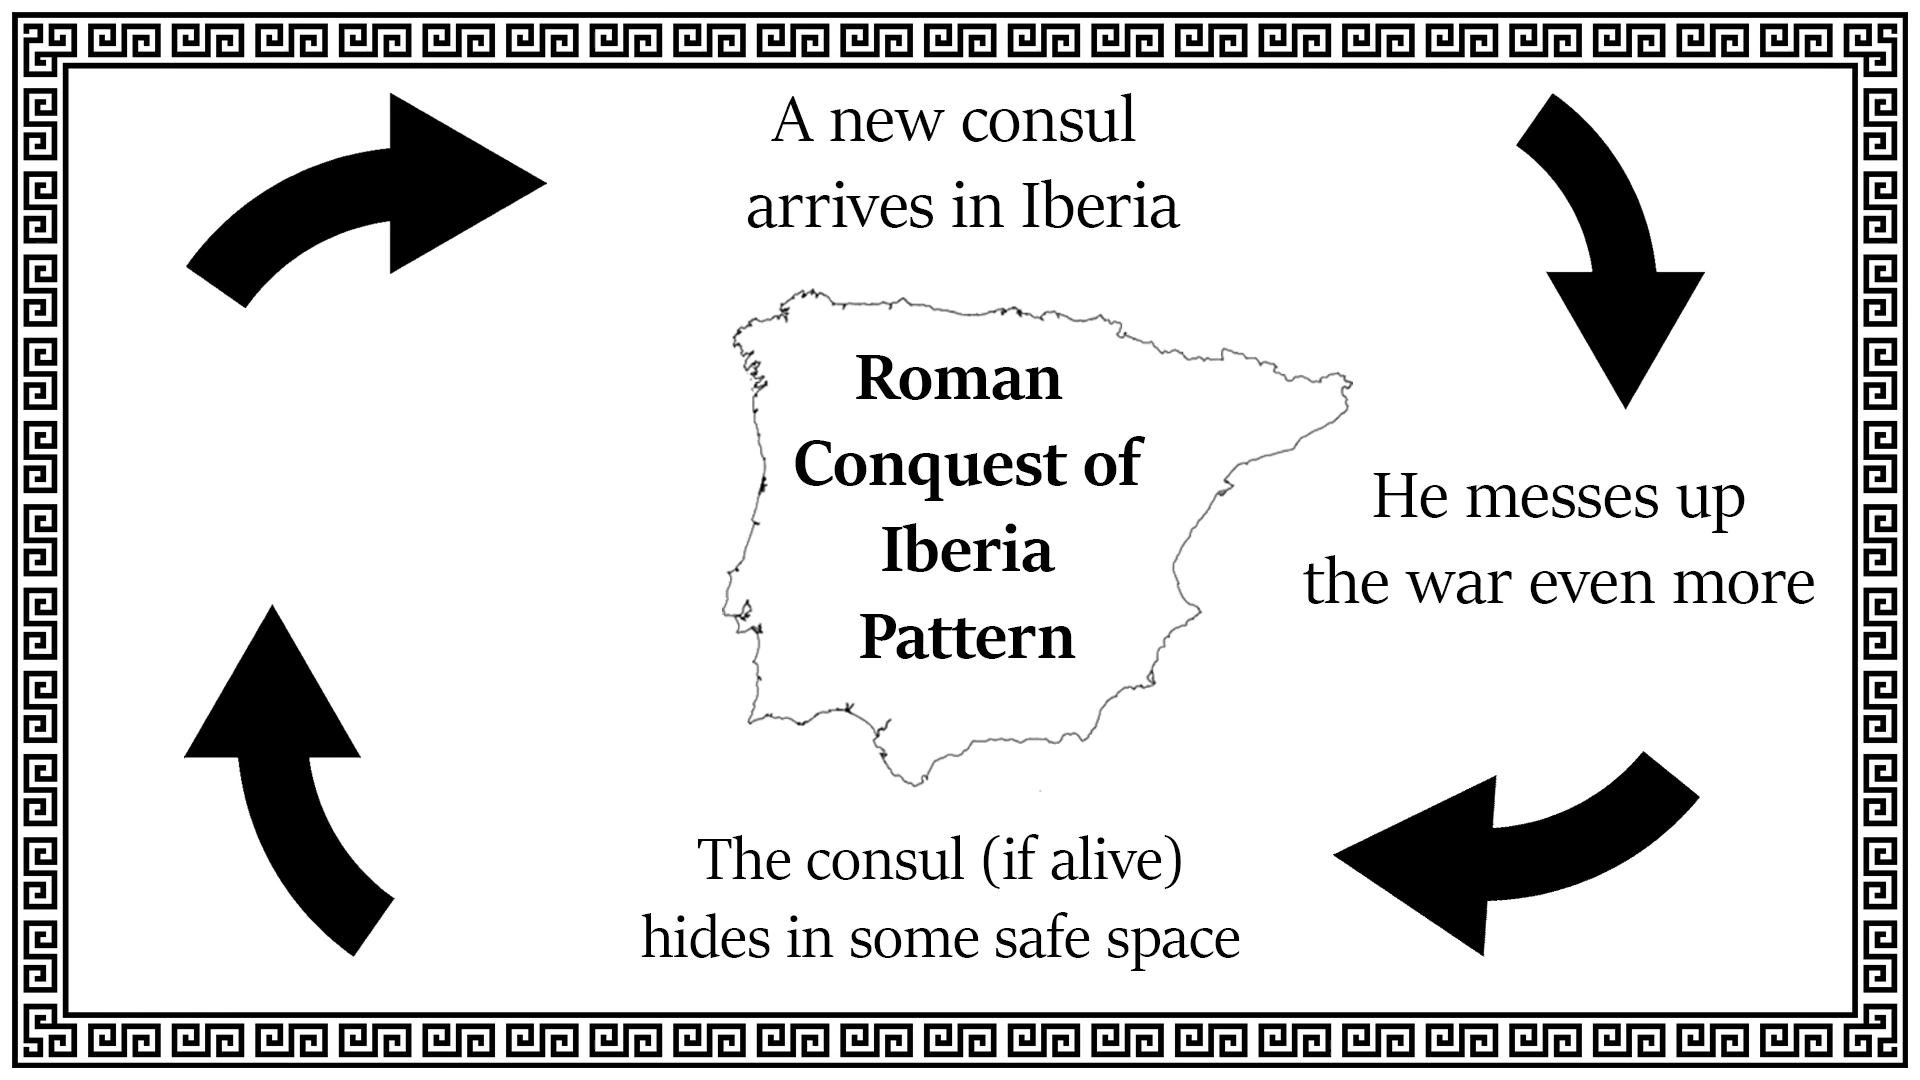 A new consul
arrives in Iberia
Roman
Conquest of
Iberia
Pattern
He messes up
the war even more
The consul (if alive)
hides in some safe space